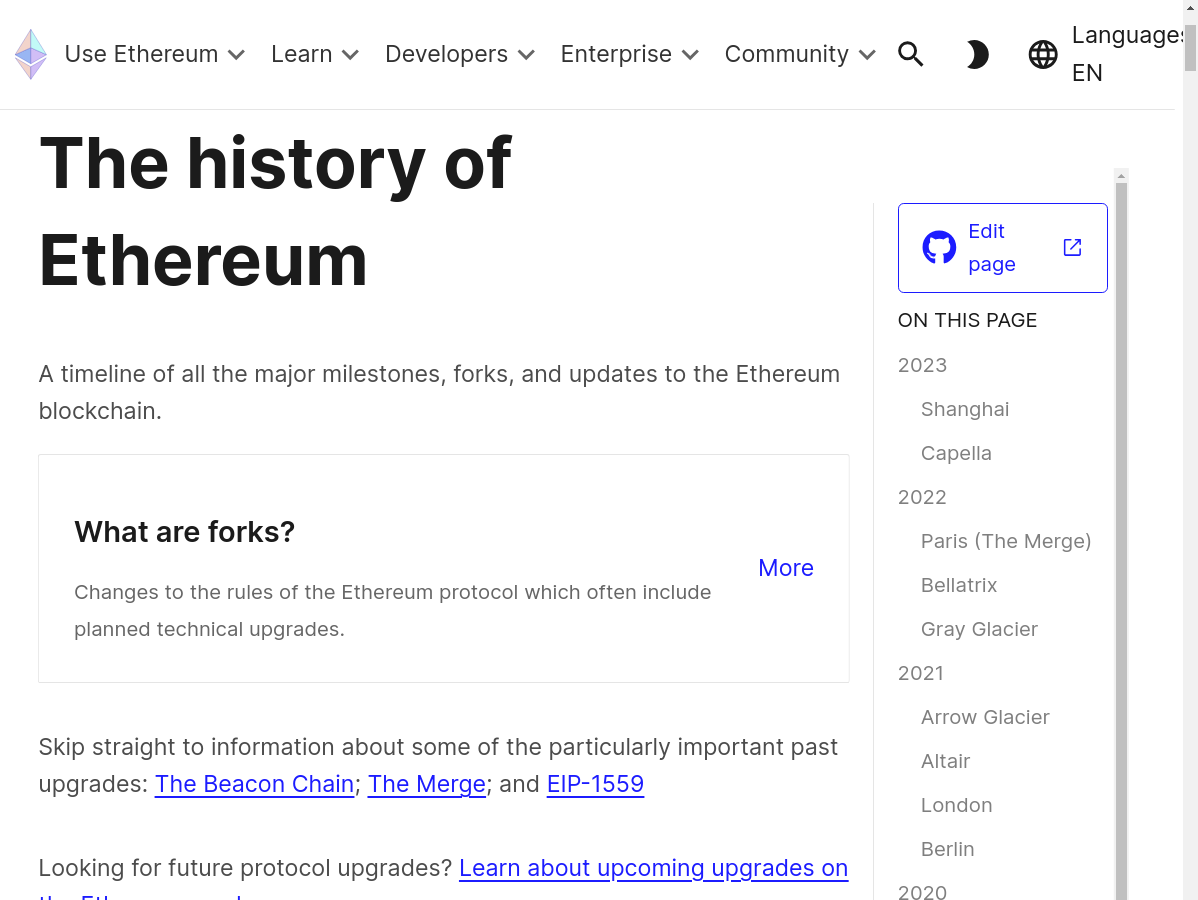 Use Ethereum
Learn
Developers
Enterprise
Community
Languages
EN
The history of
Ethereum
A timeline of all the major milestones, forks, and updates to the Ethereum
blockchain.
What are forks?
Changes to the rules of the Ethereum protocol which often include
planned technical upgrades.
More
Skip straight to information about some of the particularly important past
upgrades: The Beacon Chain; The Merge; and EIP-1559
Looking for future protocol upgrades? Learn about upcoming upgrades on
Edit
page
ON THIS PAGE
2023
Shanghai
Capella
2022
Paris (The Merge)
Bellatrix
Gray Glacier
2021
Arrow Glacier
Altair
London
Berlin
2020